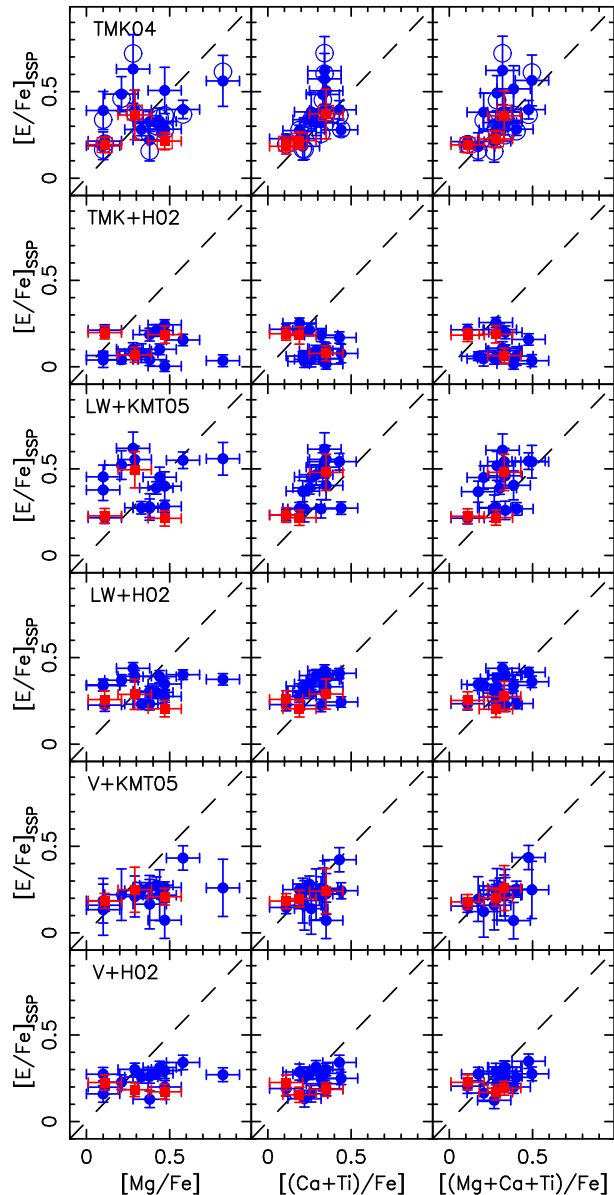 TMK04
[E/Fe]SSP
0.5
0
TMK+H02
[E/Fe]SSP
0.5
0
LW+KMT05
[E/Fe]SSP
0.5
0
LW+H02
[E/Fe]SSP
0.5
0
V+KMT05
[E/Fe]SSP
0.5
0
V+H02
[E/Fe]SSP
0.5
0
0 0.5 0 0.5 0 0.5
[Mg/Fe] [(Ca+Ti)/Fe] [(Mg+Ca+Ti)/Fe]